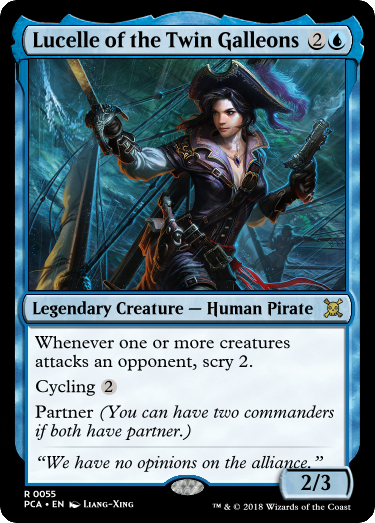 Lucelle of the Twin Galleons 2
Legendary Creature — Human Pirate
Whenever one or more creatures
attacks an opponent, scry 2.
Cycling 2
Partner (You can have two commanders
if both have partner.)
“We have no opinions on the alliance.”
2/3
R 0055
PCA • EN Liang-Xing
™ & © 2018 Wizards of the Coast